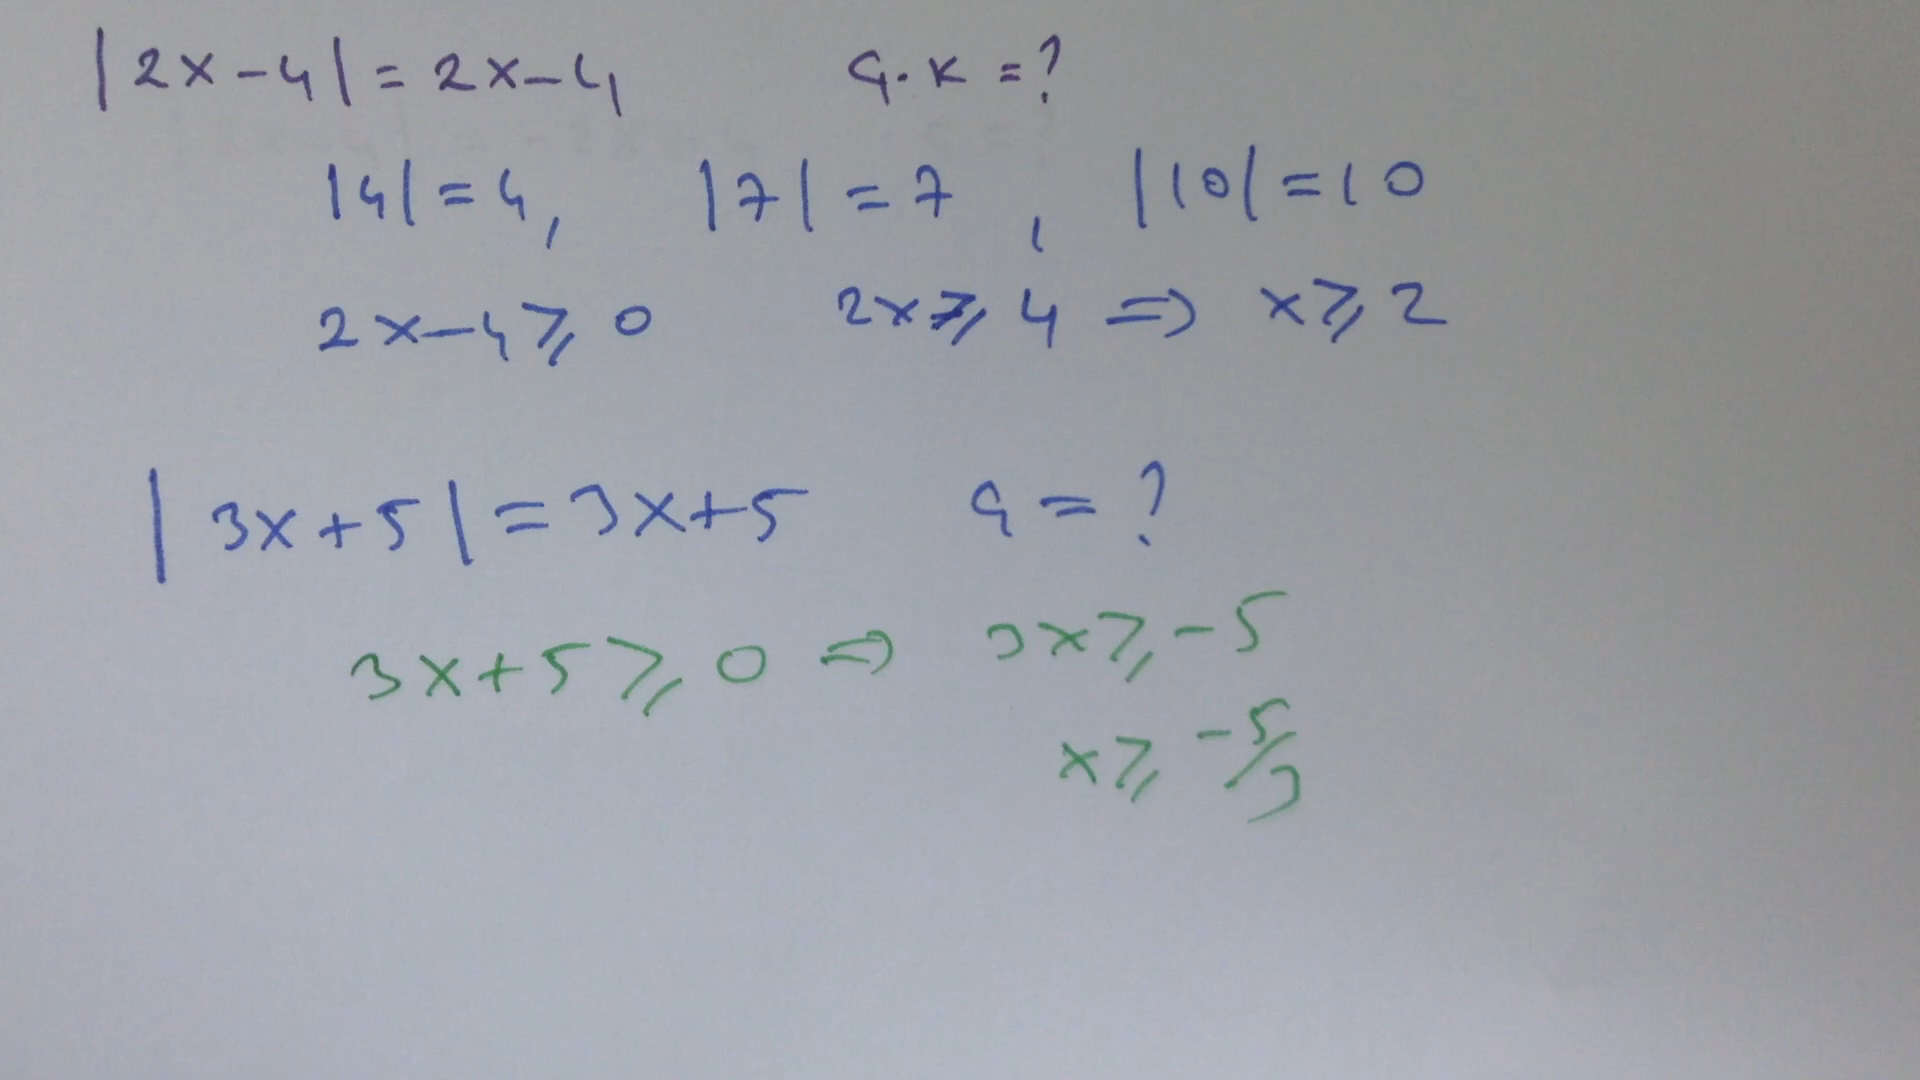 |2x-4|=2x-4 Ç.K=?
|4|=4, |7|=7, |10|=10
2x-4⩾0 2x⩾4 ⇒ x⩾2
|3x+5|=3x+5 Ç=?
3x+5⩾0 ⇒ 3x⩾-5
x⩾-5/3